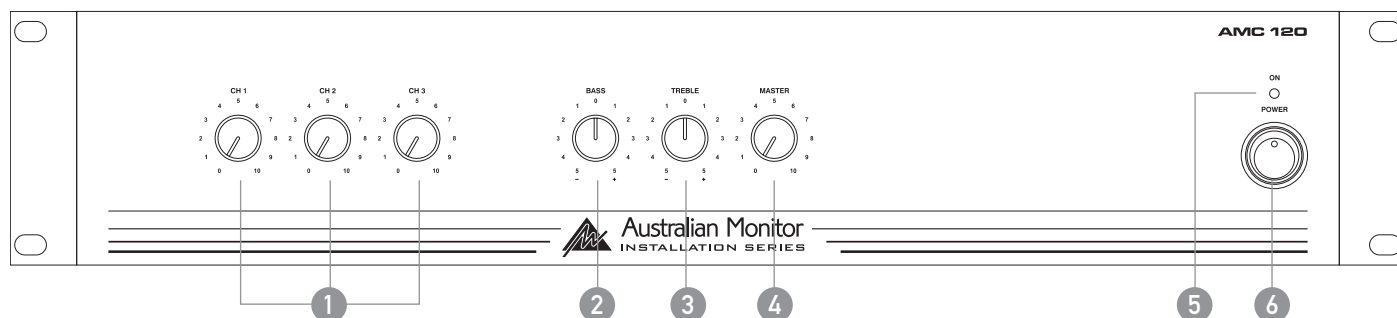 AMC 120
CH 1 CH 2 CH 3 BASS TREBLE MASTER ON
POWER
0 1 2 3 4 5 6 7 8 9 10
0 1 2 3 4 5 6 7 8 9 10
0 1 2 3 4 5 6 7 8 9 10
– 5 4 3 2 1 0 1 2 3 4 5 +
– 5 4 3 2 1 0 1 2 3 4 5 +
0 1 2 3 4 5 6 7 8 9 10
Australian Monitor
INSTALLATION SERIES
1 2 3 4 5 6